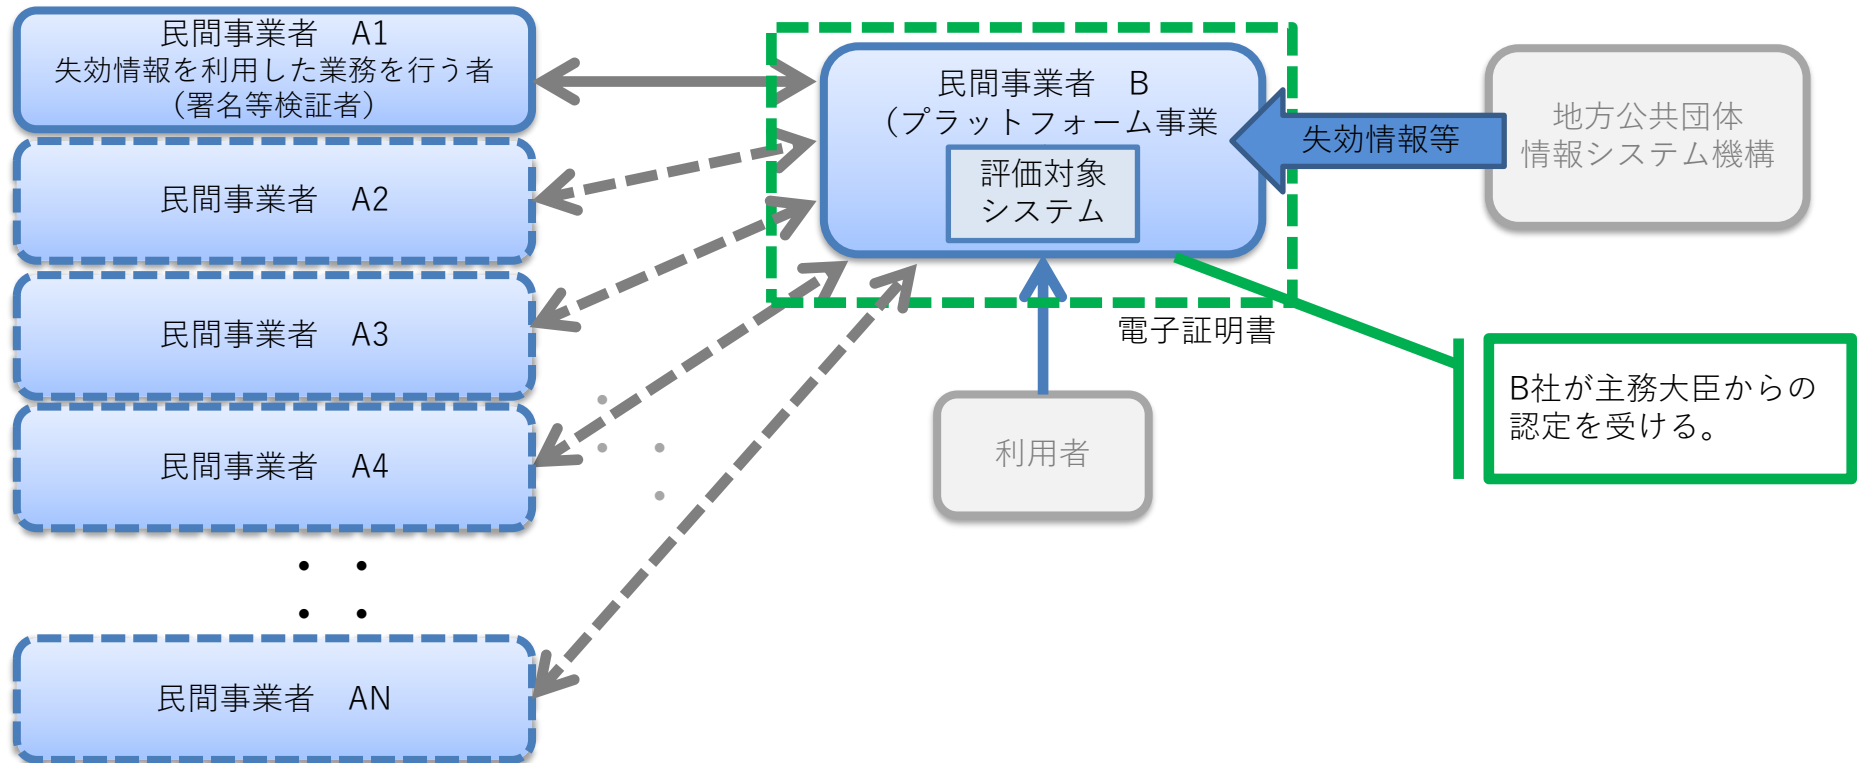 民間事業者　A1
失効情報を利用した業務を行う者
（署名等検証者）
民間事業者　A2
民間事業者　A3
民間事業者　A4
・・
・・
民間事業者　AN
民間事業者　B
（プラットフォーム事業
評価対象
システム
失効情報等
地方公共団体
情報システム機構
電子証明書
利用者
B社が主務大臣からの
認定を受ける。